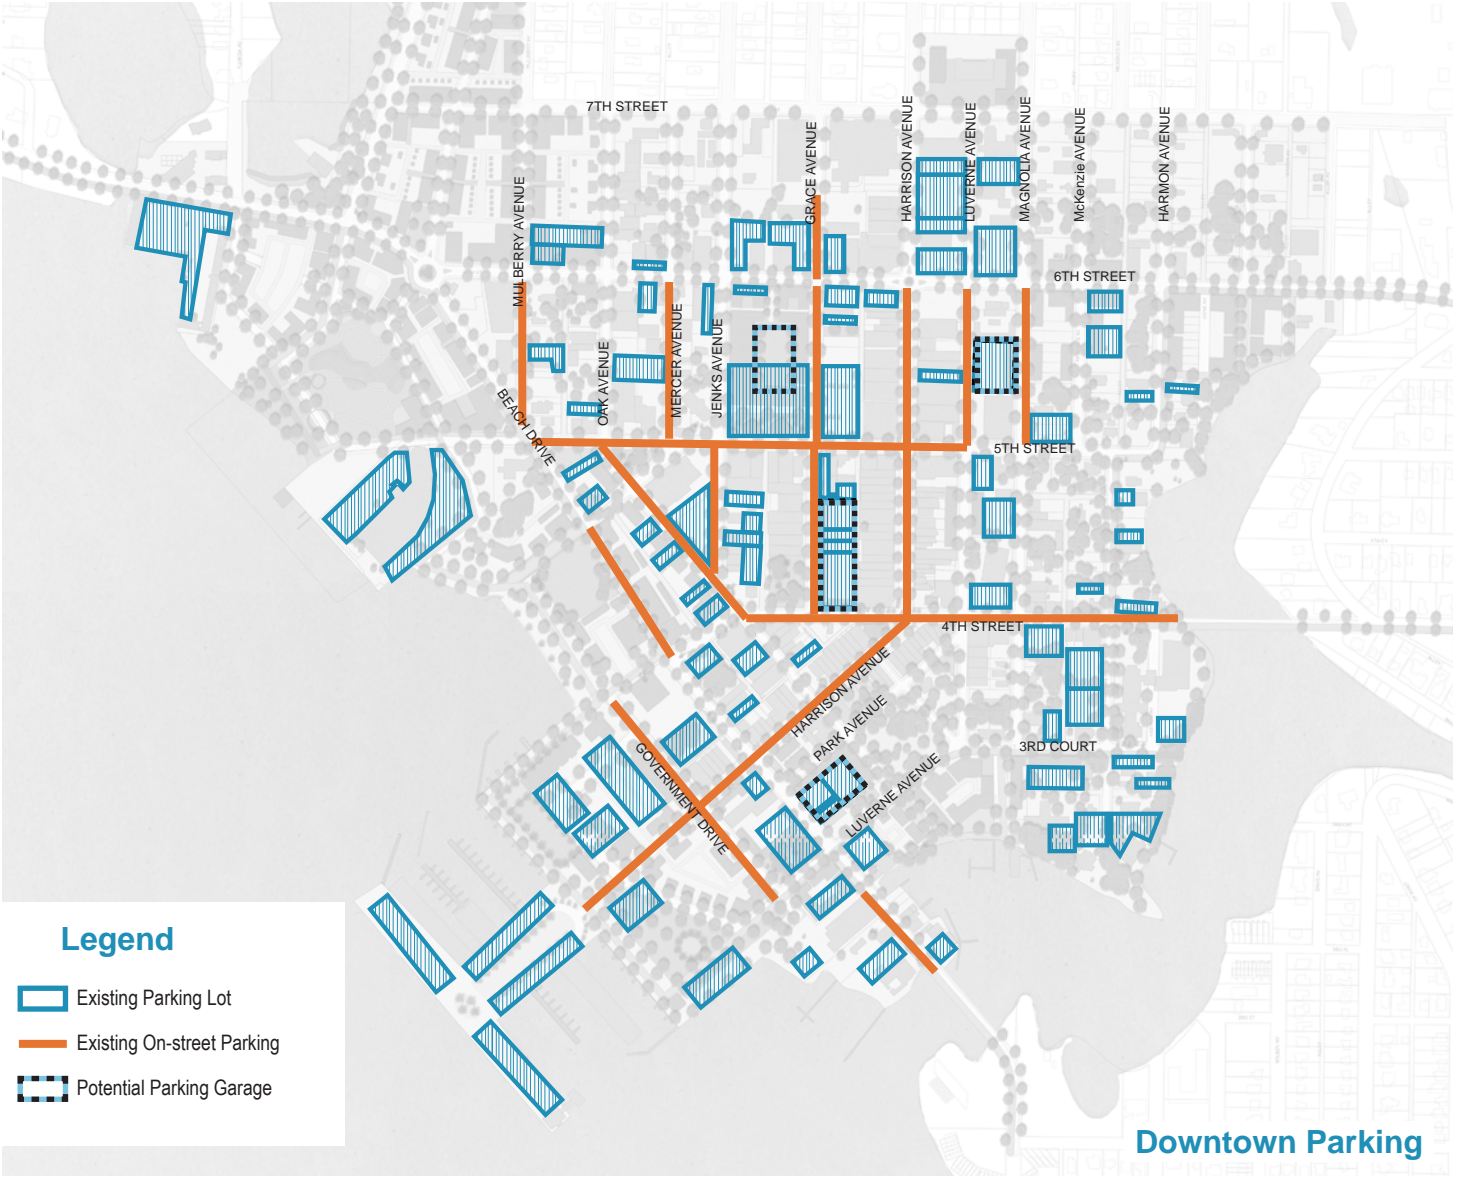 7TH STREET
MULBERRY AVENUE
GRACE AVENUE
HARRISON AVENUE
LUVERNE AVENUE
MAGNOLIA AVENUE
McKenzie AVENUE
HARMON AVENUE
6TH STREET
OAK AVENUE
MERCER AVENUE
JENKS AVENUE
BEACH DRIVE
5TH STREET
4TH STREET
HARRISON AVENUE
PARK AVENUE
3RD COURT
GOVERNMENT DRIVE
LUVERNE AVENUE
Legend
Existing Parking Lot
Existing On-street Parking
Potential Parking Garage
Downtown Parking